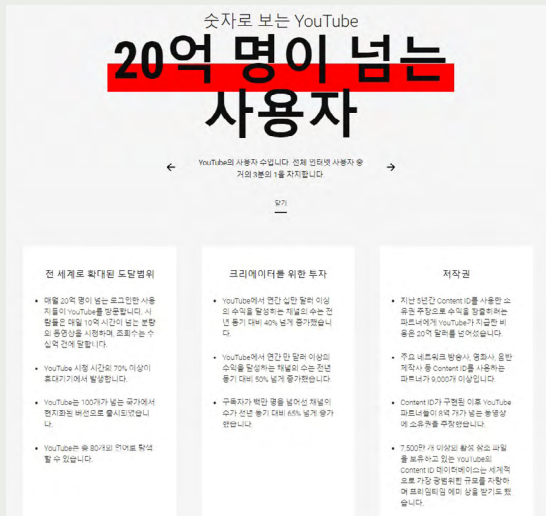 숫자로 보는 YouTube
20억 명이 넘는
사용자
YouTube의 사용자 수입니다. 전체 인터넷 사용자 중
거의 3분의 1을 차지합니다.
닫기
전 세계로 확대된 도달범위
매월 20억 명이 넘는 로그인한 사용
자들이 YouTube를 방문합니다. 사
람들은 매일 10억 시간이 넘는 분량
의 동영상을 시청하며, 조회수는 수
십억 건에 달합니다.
YouTube 시청 시간의 70% 이상이
휴대기기에서 발생합니다.
YouTube는 100개가 넘는 국가에서
현지화된 버전으로 출시되었습니
다.
YouTube는 총 80개의 언어로 탐색
할 수 있습니다.
크리에이터를 위한 투자
YouTube에서 연간 십만 달러 이상
의 수익을 달성하는 채널의 수는 전
년 동기 대비 40% 넘게 증가했습니
다.
YouTube에서 연간 만 달러 이상의
수익을 달성하는 채널의 수는 전년
동기 대비 50% 넘게 증가했습니다.
구독자가 백만 명을 넘어선 채널의
수가 전년 동기 대비 65% 넘게 증가
했습니다.
저작권
지난 5년간 Content ID를 사용한 소
유권 주장으로 수익을 창출하려는
파트너에게 YouTube가 지급한 비
용은 20억 달러를 넘어섰습니다.
주요 네트워크 방송사, 영화사, 음반
제작사 등 Content ID를 사용하는
파트너가 9,000개 이상입니다.
Content ID가 구현된 이후 YouTube
파트너들이 8억 개가 넘는 동영상
에 소유권을 주장했습니다.
7,500만 개 이상의 활성 참조 파일
을 보유하고 있는 YouTube의
Content ID 데이터베이스는 세계적
으로 가장 광범위한 규모를 자랑하
며 프라임타임 에미 상을 받기도 했
습니다.